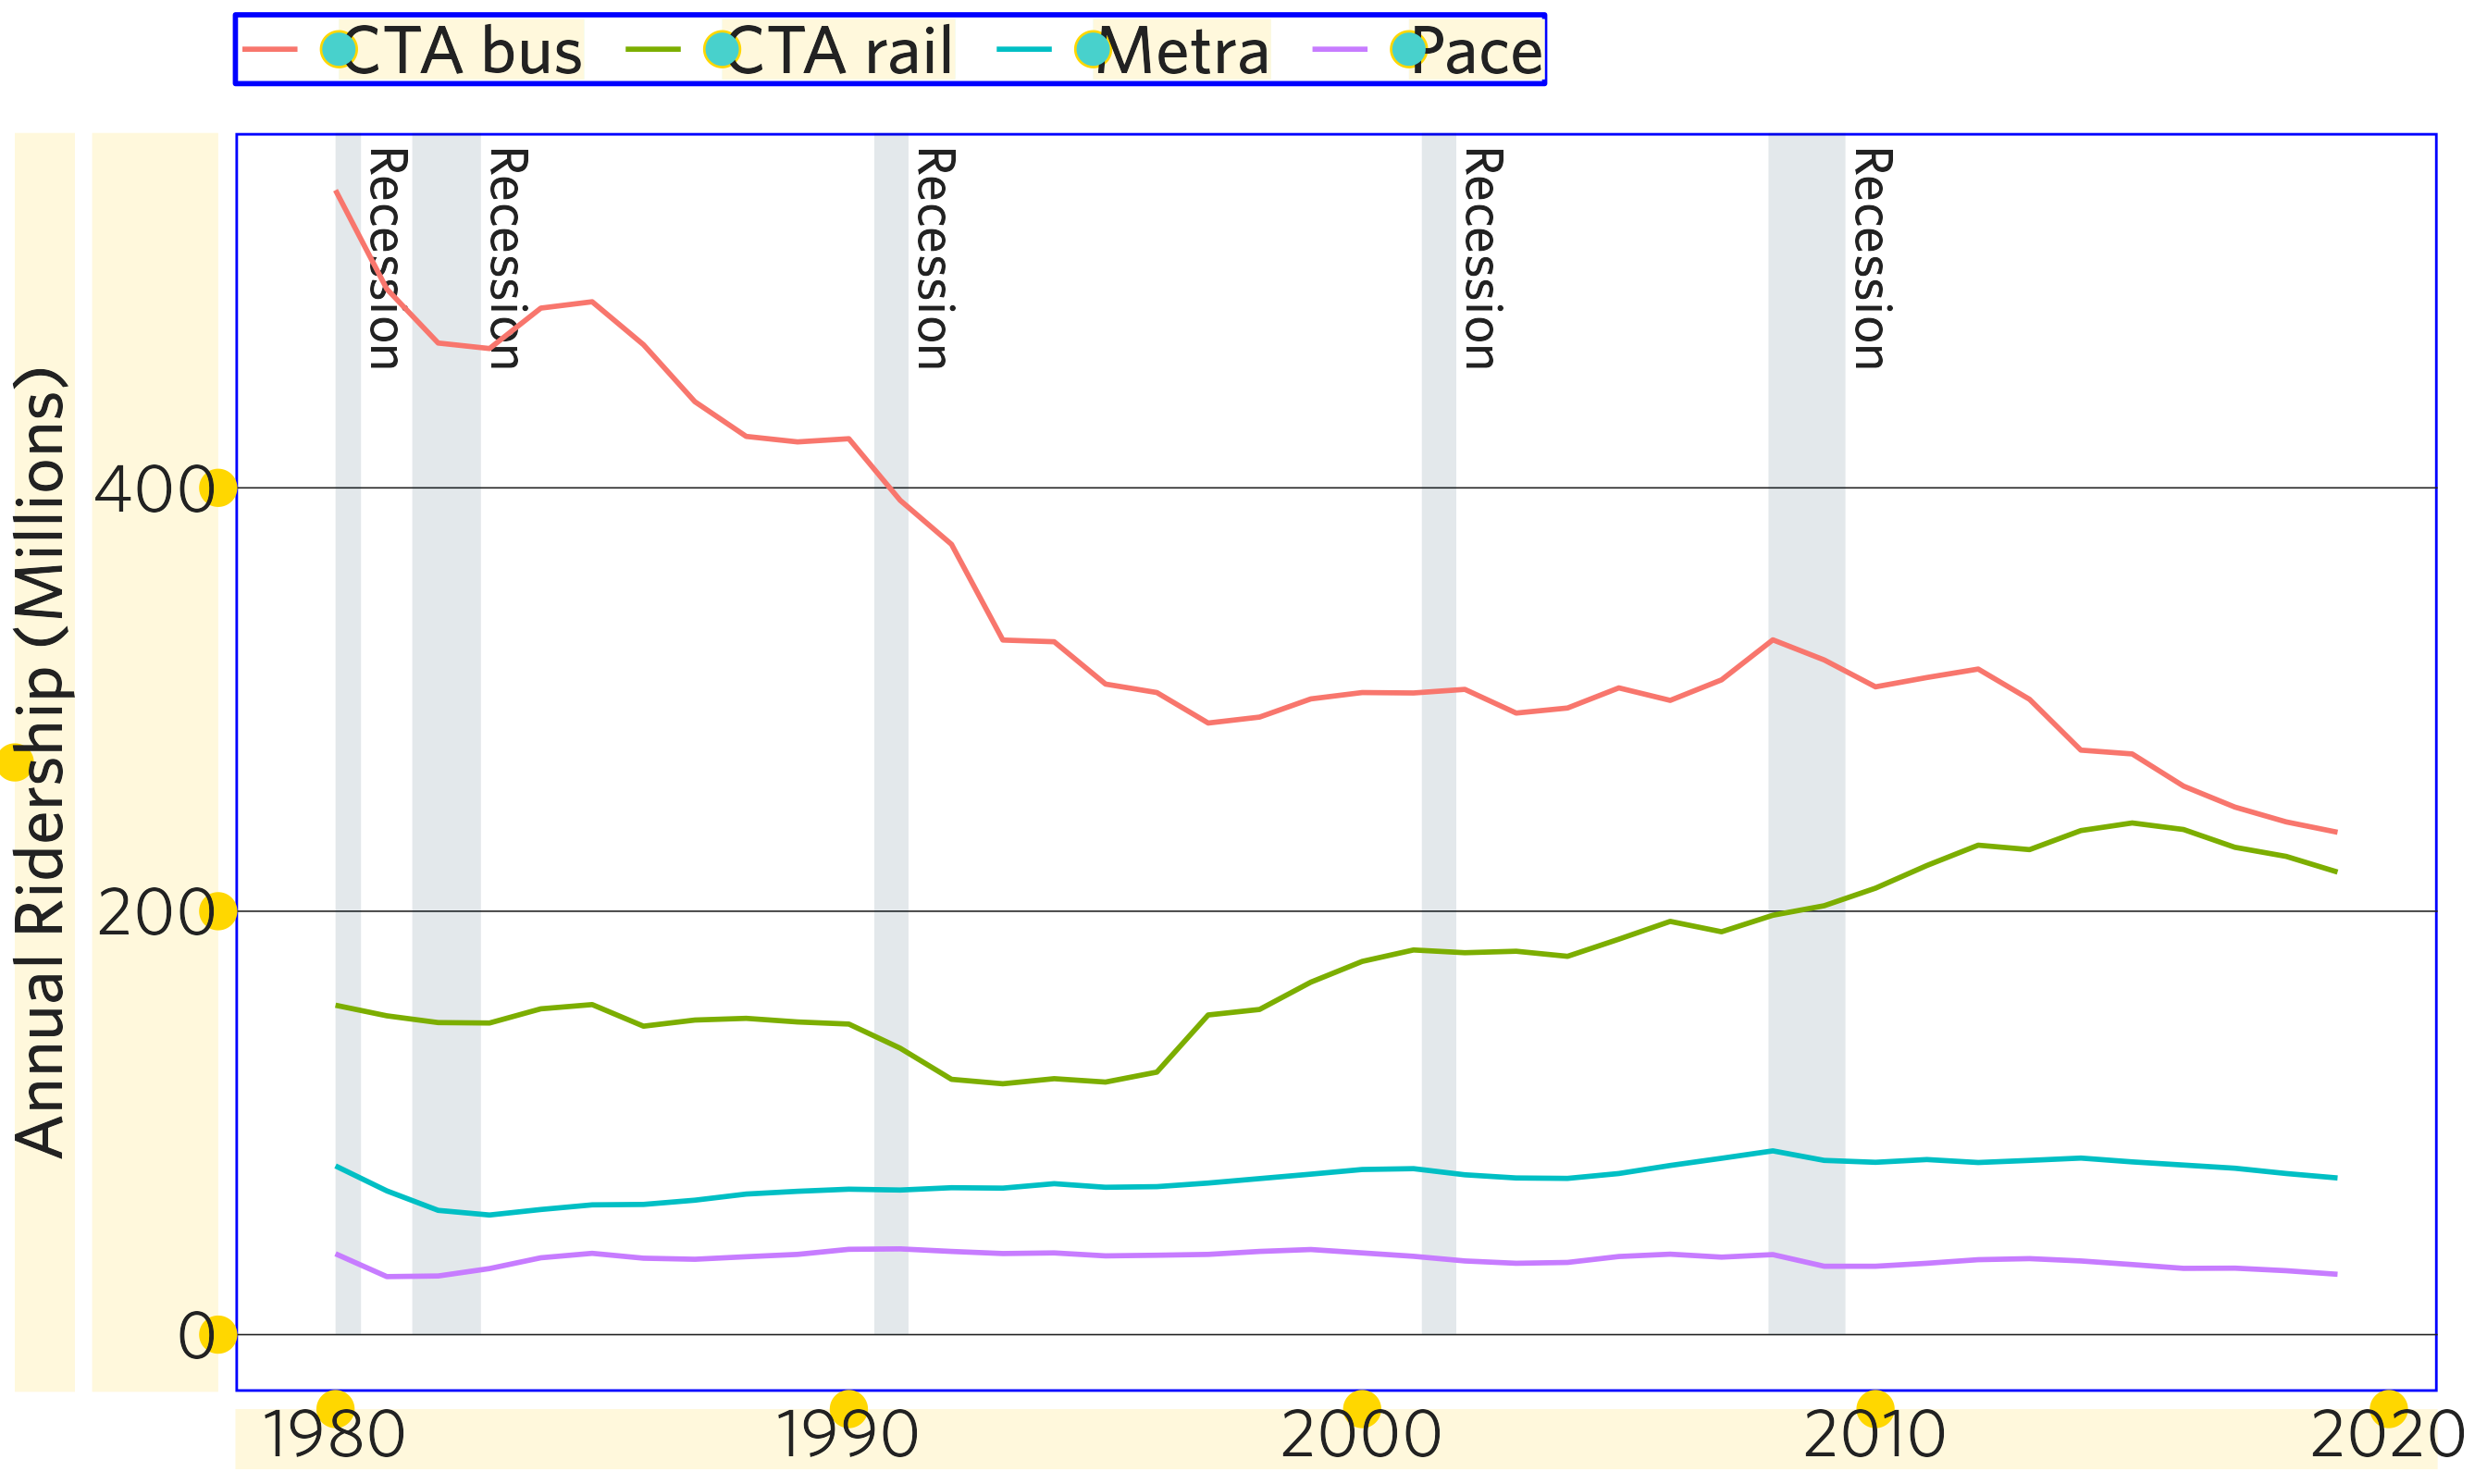 CTA bus CTA rail Metra Pace
Annual Ridership (Millions)
Recession
Recession
Recession
Recession
Recession
400
200
0
1980 1990 2000 2010 2020